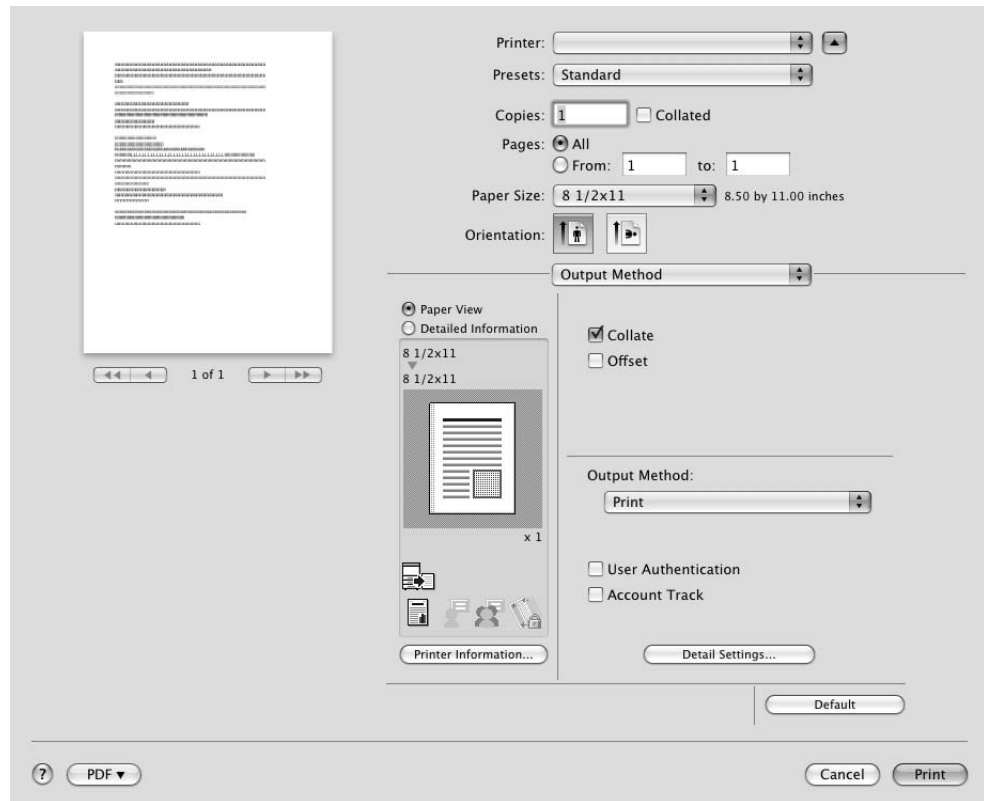 Printer:
Presets: Standard
Copies: 1 Collated
Pages: All
From: 1 to: 1
Paper Size: 8 1/2x11 8.50 by 11.00 inches
Orientation:
Output Method
1 of 1
Paper View
Detailed Information
8 1/2x11
8 1/2x11
x 1
Printer Information...
Collate
Offset
Output Method:
Print
User Authentication
Account Track
Detail Settings...
Default
? PDF▼ Cancel Print